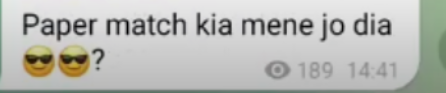 Paper match kia mene jo dia
😎😎?
189 14:41